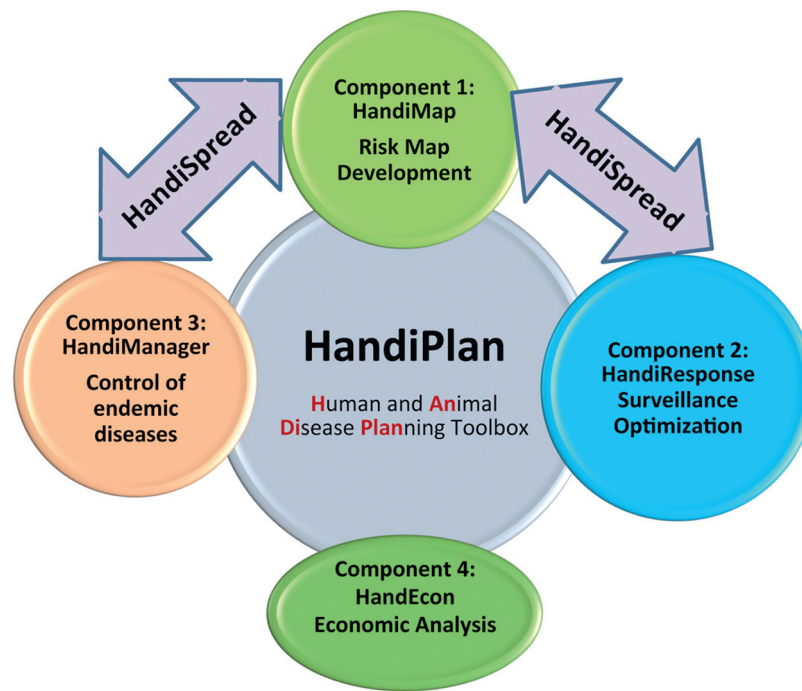 Component 1:
HandiMap
Risk Map
Development
HandiSpread
HandiSpread
Component 3:
HandiManager
Control of
endemic
diseases
HandiPlan
Human and Animal
Disease Planning Toolbox
Component 2:
HandiResponse
Surveillance
Optimization
Component 4:
HandEcon
Economic Analysis